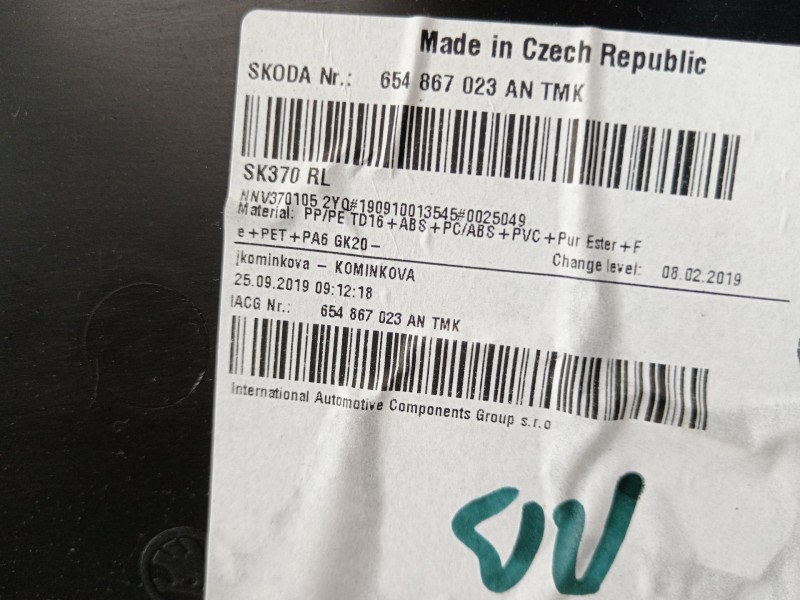 Made in Czech Republic
SKODA Nr.: 654 867 023 AN TMK
SK370 RL
NNV370105 2YQ#190910013545#0025049
Material: PP/PE TD16+ABS+PC/ABS+PVC+Pur Ester+F
e+PET+PA6 GK20-
Change level: 08.02.2019
jkominkova - KOMINKOVA
25.09.2019 09:12:18
IACG Nr.: 654 867 023 AN TMK
International Automotive Components Group s.r.o